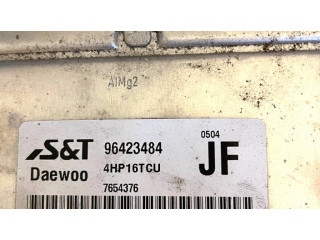 AlMg2
S&T 96423484 0504
Daewoo 4HP16TCU JF
7654376